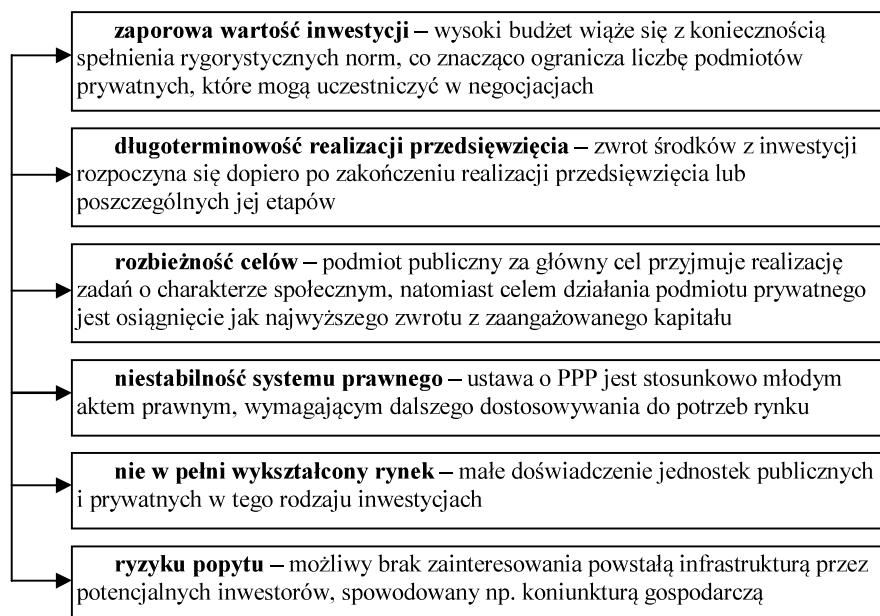 zaporowa wartość inwestycji – wysoki budżet wiąże się z koniecznością
spełnienia rygorystycznych norm, co znacząco ogranicza liczbę podmiotów
prywatnych, które mogą uczestniczyć w negocjacjach
długoterminowość realizacji przedsięwzięcia – zwrot środków z inwestycji
rozpoczyna się dopiero po zakończeniu realizacji przedsięwzięcia lub
poszczególnych jej etapów
rozbieżność celów – podmiot publiczny za główny cel przyjmuje realizację
zadań o charakterze społecznym, natomiast celem działania podmiotu prywatnego
jest osiągnięcie jak najwyższego zwrotu z zaangażowanego kapitału
niestabilność systemu prawnego – ustawa o PPP jest stosunkowo młodym
aktem prawnym, wymagającym dalszego dostosowywania do potrzeb rynku
nie w pełni wykształcony rynek – małe doświadczenie jednostek publicznych
i prywatnych w tego rodzaju inwestycjach
ryzyku popytu – możliwy brak zainteresowania powstałą infrastrukturą przez
potencjalnych inwestorów, spowodowany np. koniunkturą gospodarczą